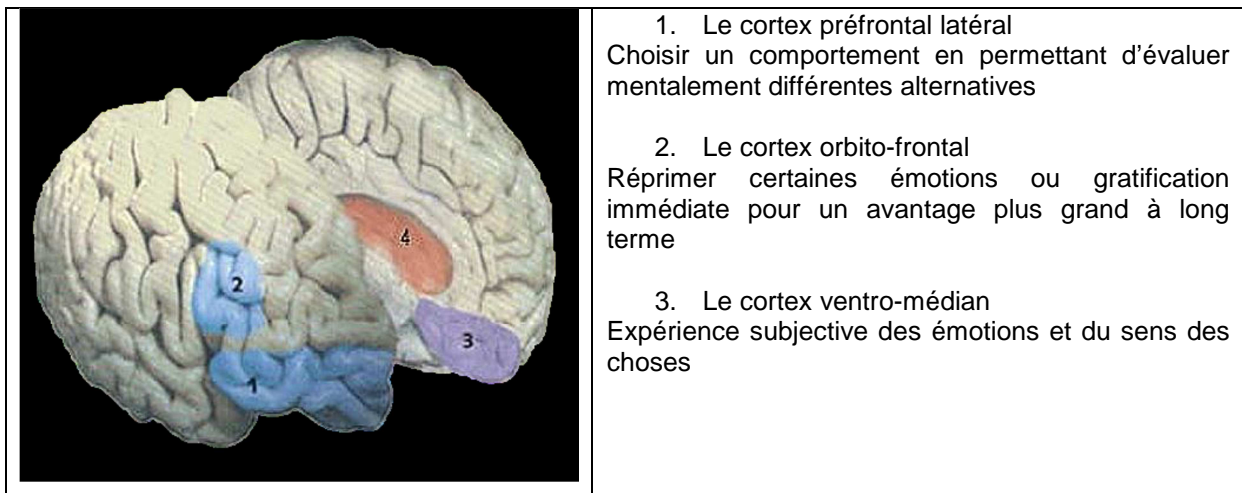 1. Le cortex préfrontal latéral
Choisir un comportement en permettant d'évaluer
mentalement différentes alternatives
2. Le cortex orbito-frontal
Réprimer certaines émotions ou gratification
immédiate pour un avantage plus grand à long
terme
3. Le cortex ventro-médian
Expérience subjective des émotions et du sens des
choses
4
2
3
1